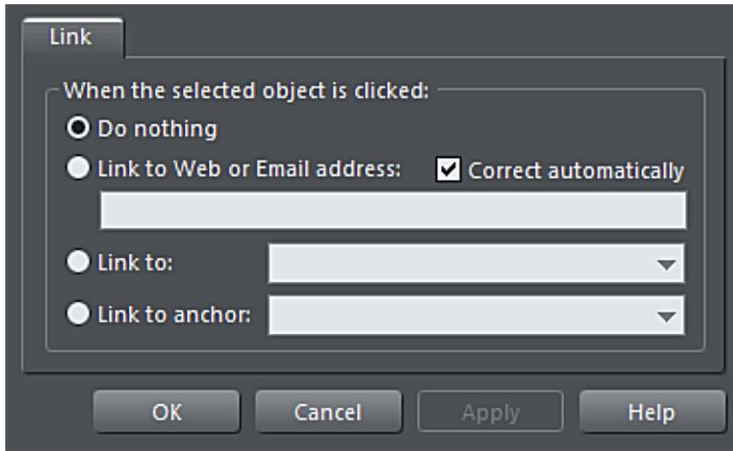 Link
When the selected object is clicked:
Do nothing
Link to Web or Email address: Correct automatically
Link to:
Link to anchor:
OK Cancel Apply Help